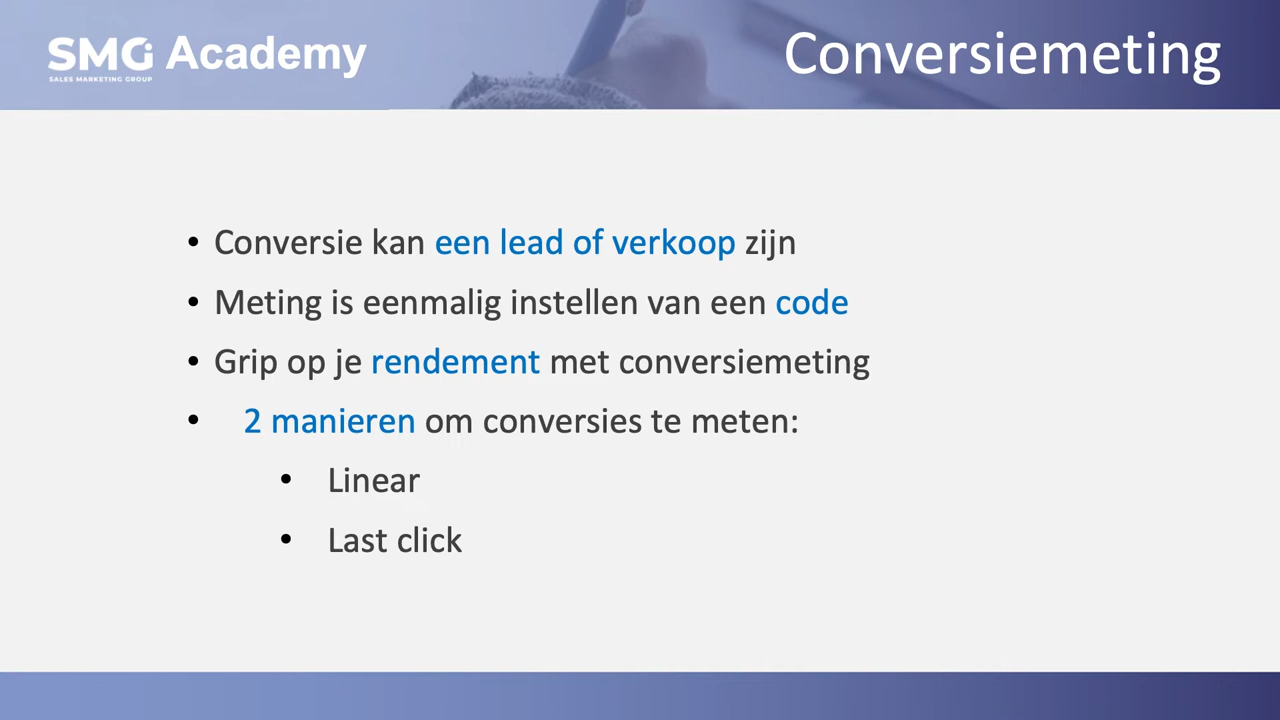 SMG Academy
SALES MARKETING GROUP
Conversiemeting
• Conversie kan een lead of verkoop zijn
• Meting is eenmalig instellen van een code
• Grip op je rendement met conversiemeting
• 2 manieren om conversies te meten:
• Linear
• Last click